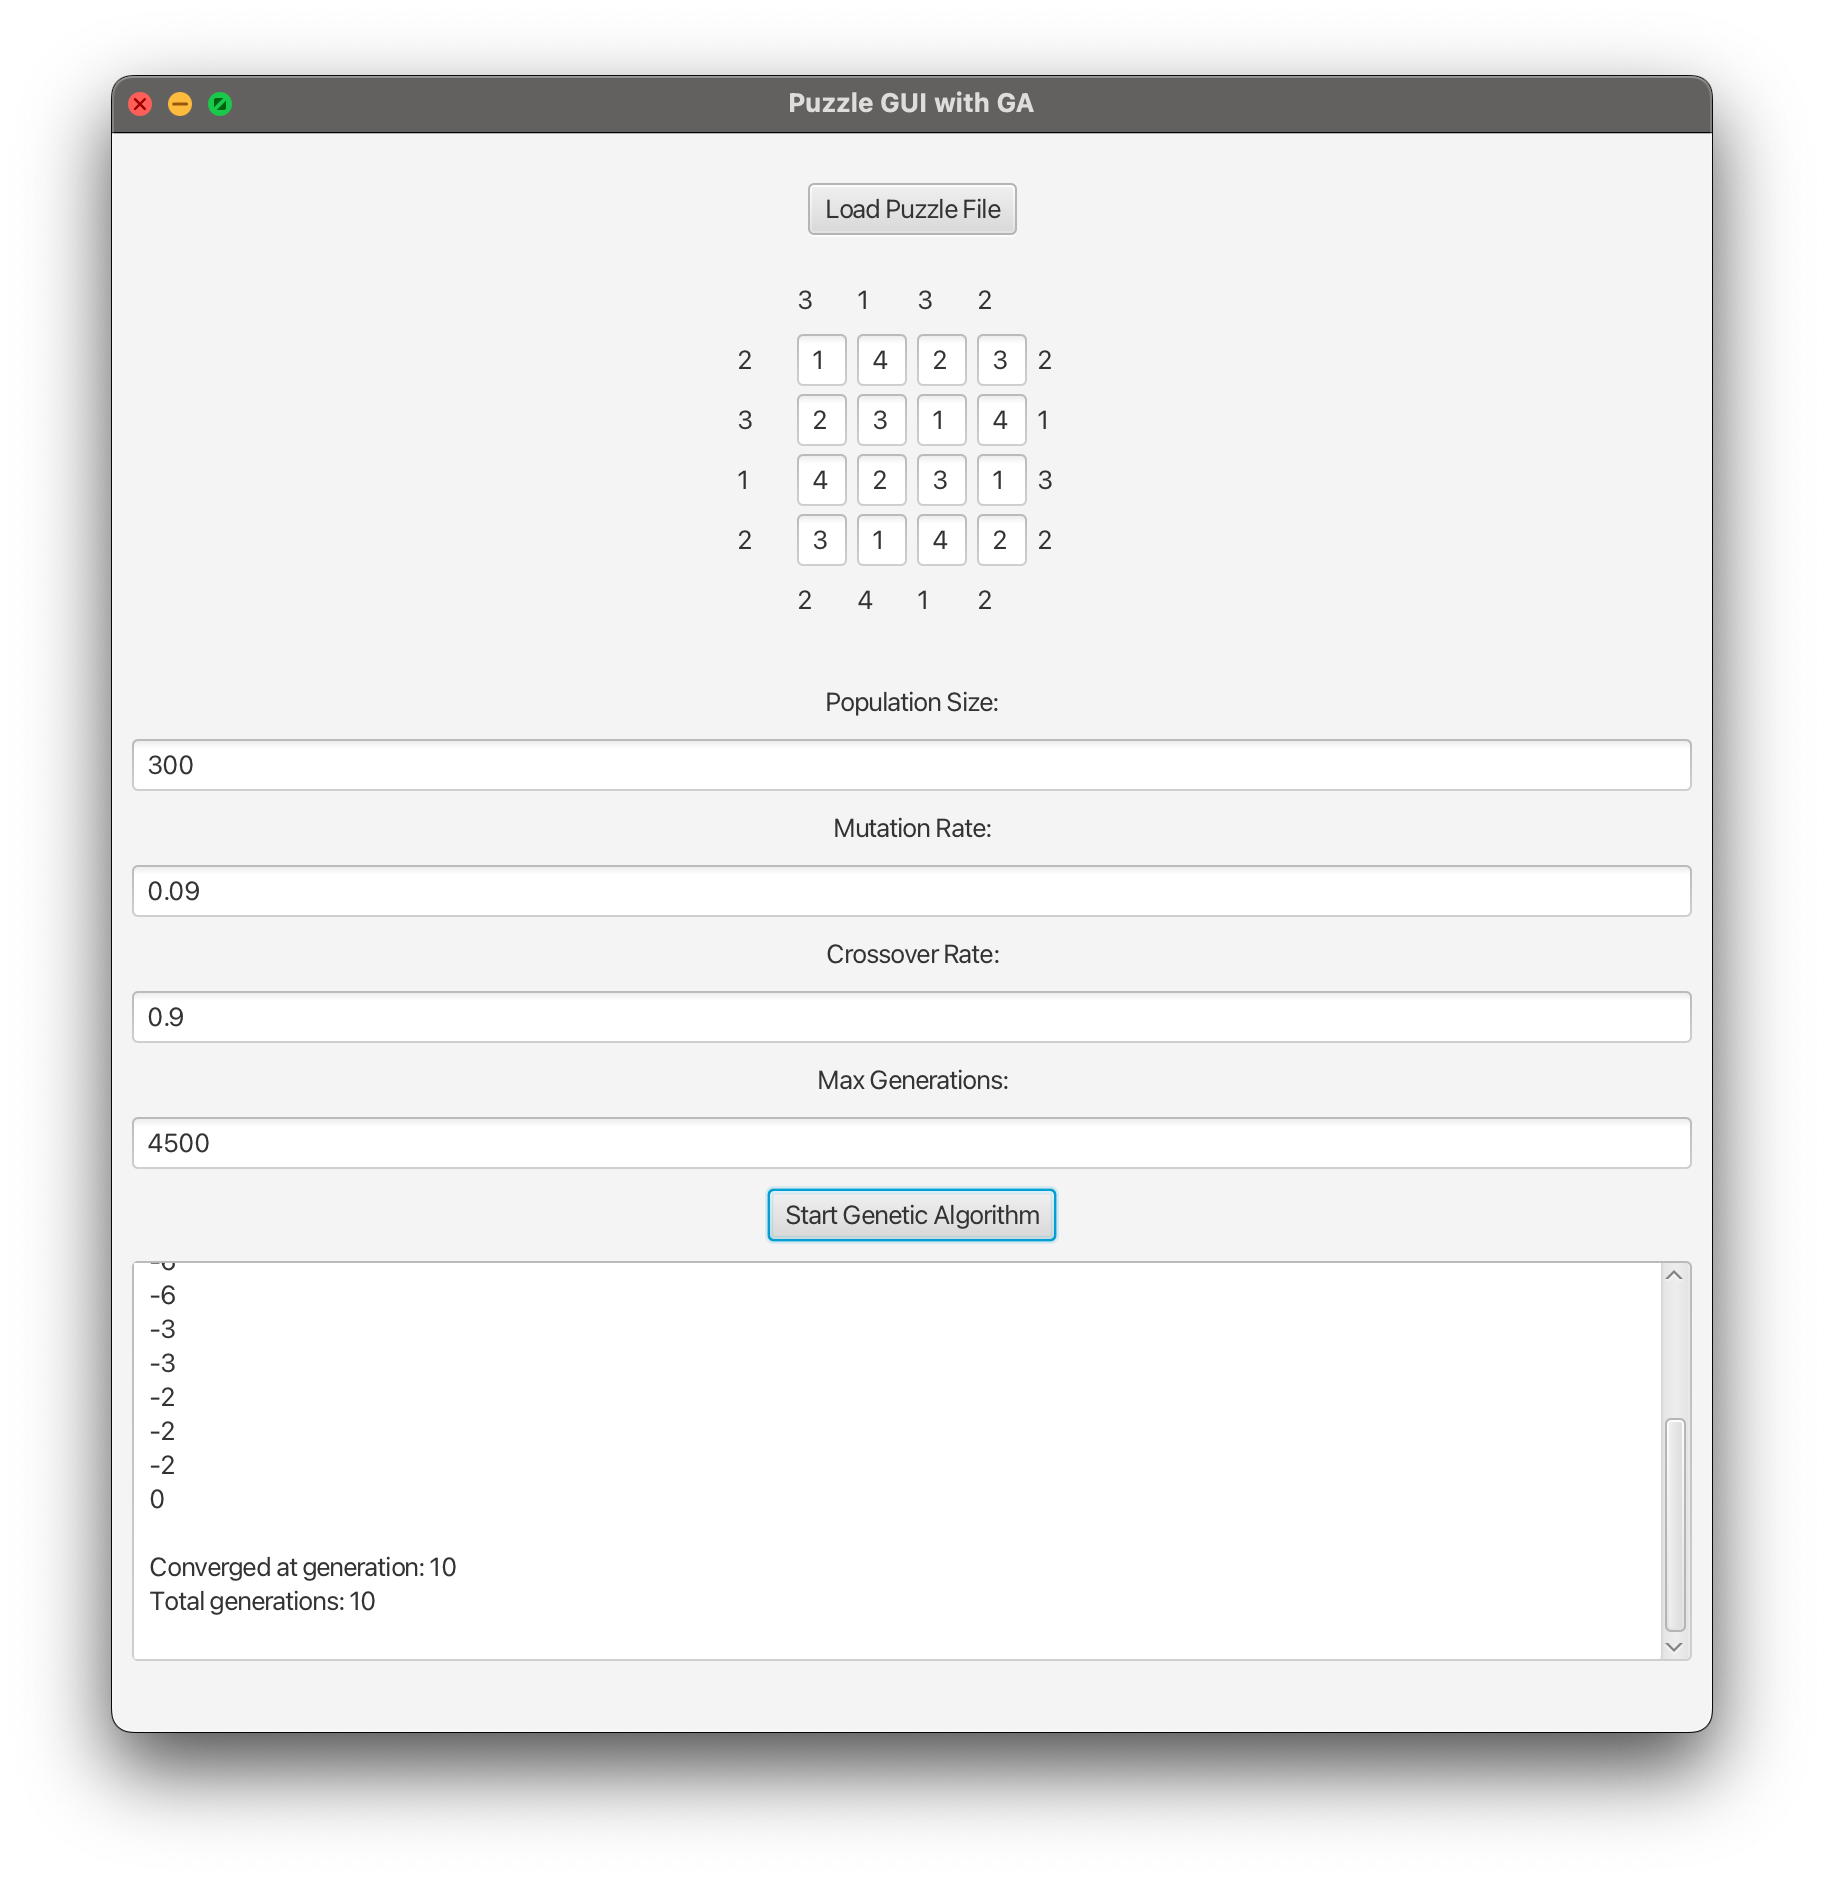 Puzzle GUI with GA
Load Puzzle File
3 1 3 2
2 1 4 2 3 2
3 2 3 1 4 1
1 4 2 3 1 3
2 3 1 4 2 2
2 4 1 2
Population Size:
300
Mutation Rate:
0.09
Crossover Rate:
0.9
Max Generations:
4500
Start Genetic Algorithm
-6
-3
-3
-2
-2
-2
0
Converged at generation: 10
Total generations: 10